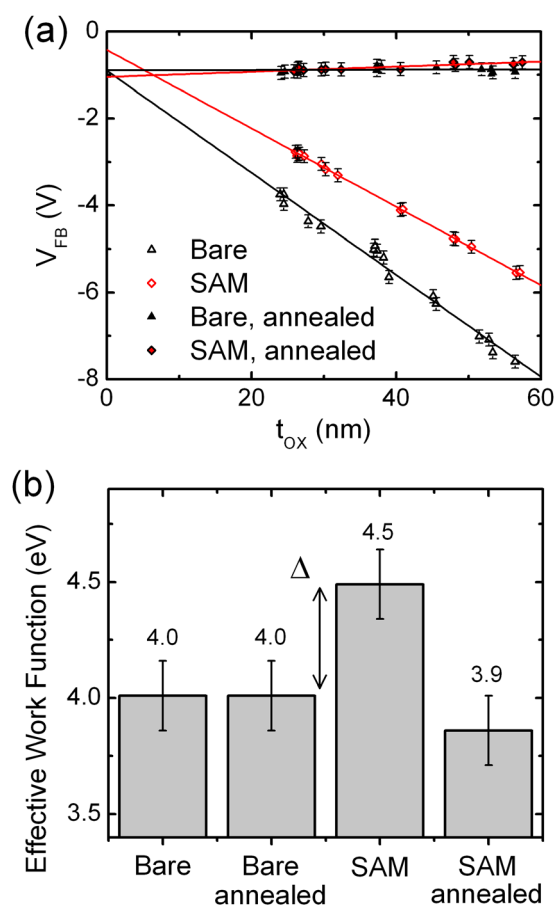 (a)
0
-2
-4
-6
-8
V_FB (V)
Bare
SAM
Bare, annealed
SAM, annealed
0
20
40
60
t_OX (nm)
(b)
Effective Work Function (eV)
4.5
4.0
3.5
4.0
4.0
Δ
4.5
3.9
Bare
Bare
annealed
SAM
SAM
annealed